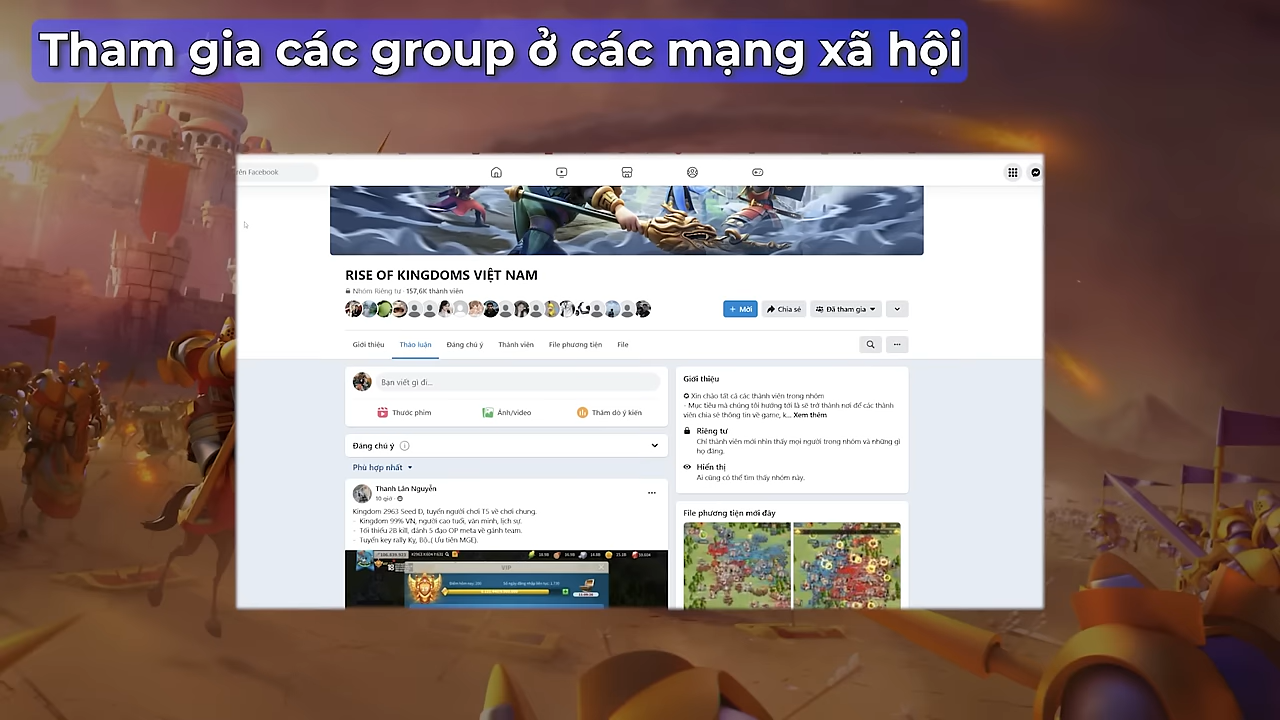 Tham gia các group ở các mạng xã hội
rên Facebook
RISE OF KINGDOMS VIỆT NAM
Nhóm Riêng tư · 157,6K thành viên
+ Mời
Chia sẻ
Đã tham gia
Giới thiệu
Thảo luận
Đáng chú ý
Thành viên
File phương tiện
File
Bạn viết gì đi...
Thước phim
Ảnh/video
Thăm dò ý kiến
Đáng chú ý
Phù hợp nhất
Thanh Lân Nguyễn
10 giờ ·
Kingdom 2963 Seed D, tuyển người chơi T5 về chơi chung.
- Kingdom 99% VN, người cao tuổi, văn minh, lịch sự.
- Tối thiểu 2B kill, đánh 5 đạo OP meta về gánh team.
- Tuyển key rally Kỵ, Bộ..( Ưu tiên MGE).
VIP
Giới thiệu
Xin chào tất cả các thành viên trong nhóm
- Mục tiêu mà chúng tôi hướng tới là sẽ trở thành nơi để các thành
viên chia sẻ thông tin về game, k... Xem thêm
Riêng tư
Chỉ thành viên mới nhìn thấy mọi người trong nhóm và những gì
họ đăng.
Hiển thị
Ai cũng có thể tìm thấy nhóm này.
File phương tiện mới đây